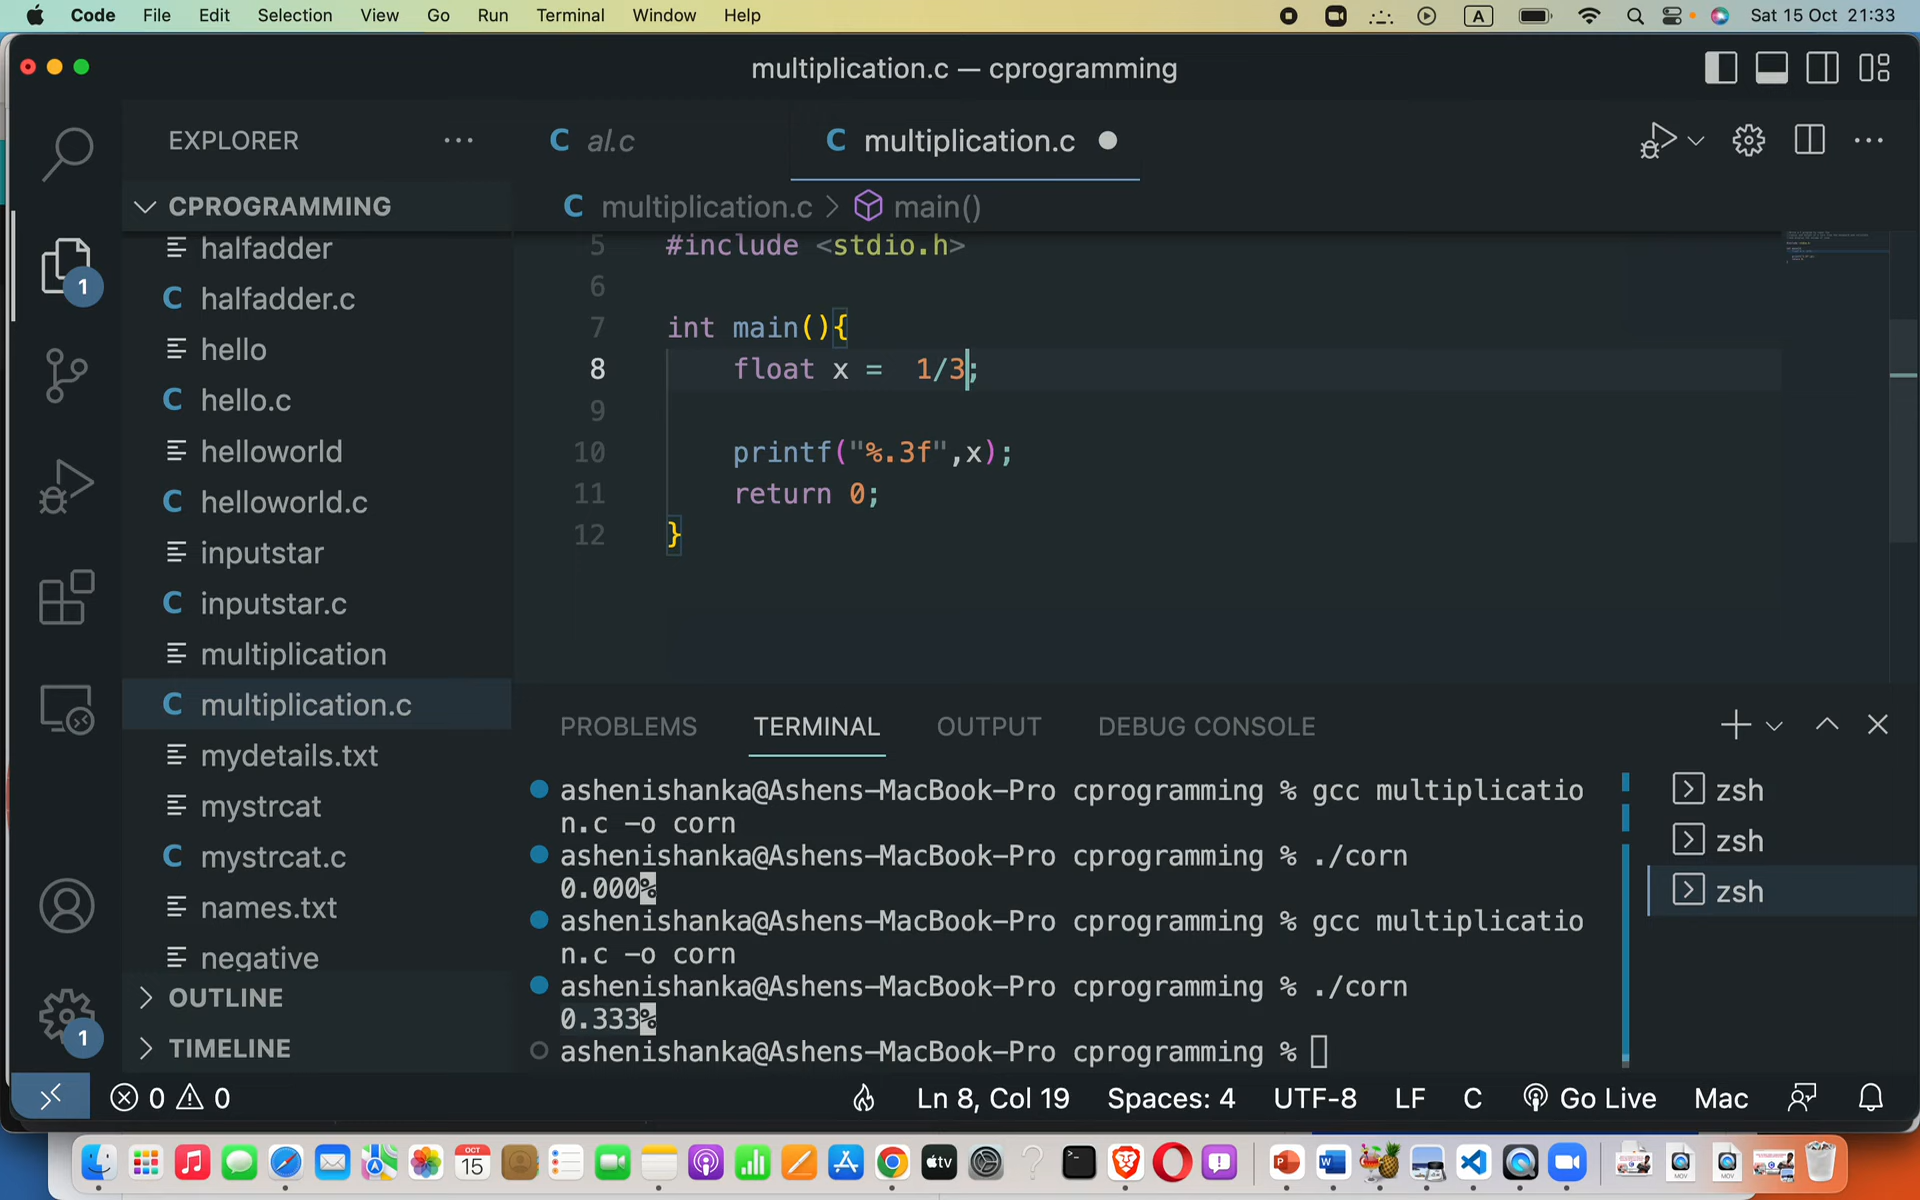 Code File Edit Selection View Go Run Terminal Window Help
A
Sat 15 Oct 21:33
multiplication.c — cprogramming
EXPLORER ...
C al.c
C multiplication.c
CPROGRAMMING
C multiplication.c > main()
halfadder
C halfadder.c
hello
C hello.c
helloworld
C helloworld.c
inputstar
C inputstar.c
multiplication
C multiplication.c
mydetails.txt
mystrcat
C mystrcat.c
names.txt
negative
OUTLINE
TIMELINE
1
1
5 #include <stdio.h>
6
7 int main(){
8 float x =  1/3;
9
10 printf("%.3f",x);
11 return 0;
12 }
PROBLEMS TERMINAL OUTPUT DEBUG CONSOLE
ashenishanka@Ashens-MacBook-Pro cprogramming % gcc multiplicatio
n.c -o corn
ashenishanka@Ashens-MacBook-Pro cprogramming % ./corn
0.000%
ashenishanka@Ashens-MacBook-Pro cprogramming % gcc multiplicatio
n.c -o corn
ashenishanka@Ashens-MacBook-Pro cprogramming % ./corn
0.333%
ashenishanka@Ashens-MacBook-Pro cprogramming %
zsh
zsh
zsh
0 0
Ln 8, Col 19 Spaces: 4 UTF-8 LF C Go Live Mac
OCT
15
tv